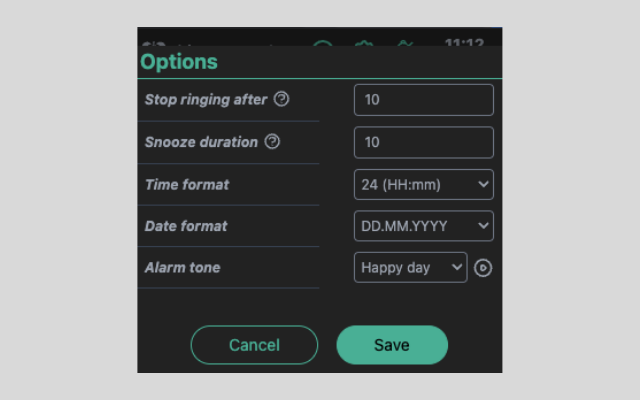 11:12
Options
Stop ringing after
10
Snooze duration
10
Time format
24 (HH:mm)
Date format
DD.MM.YYYY
Alarm tone
Happy day
Cancel
Save